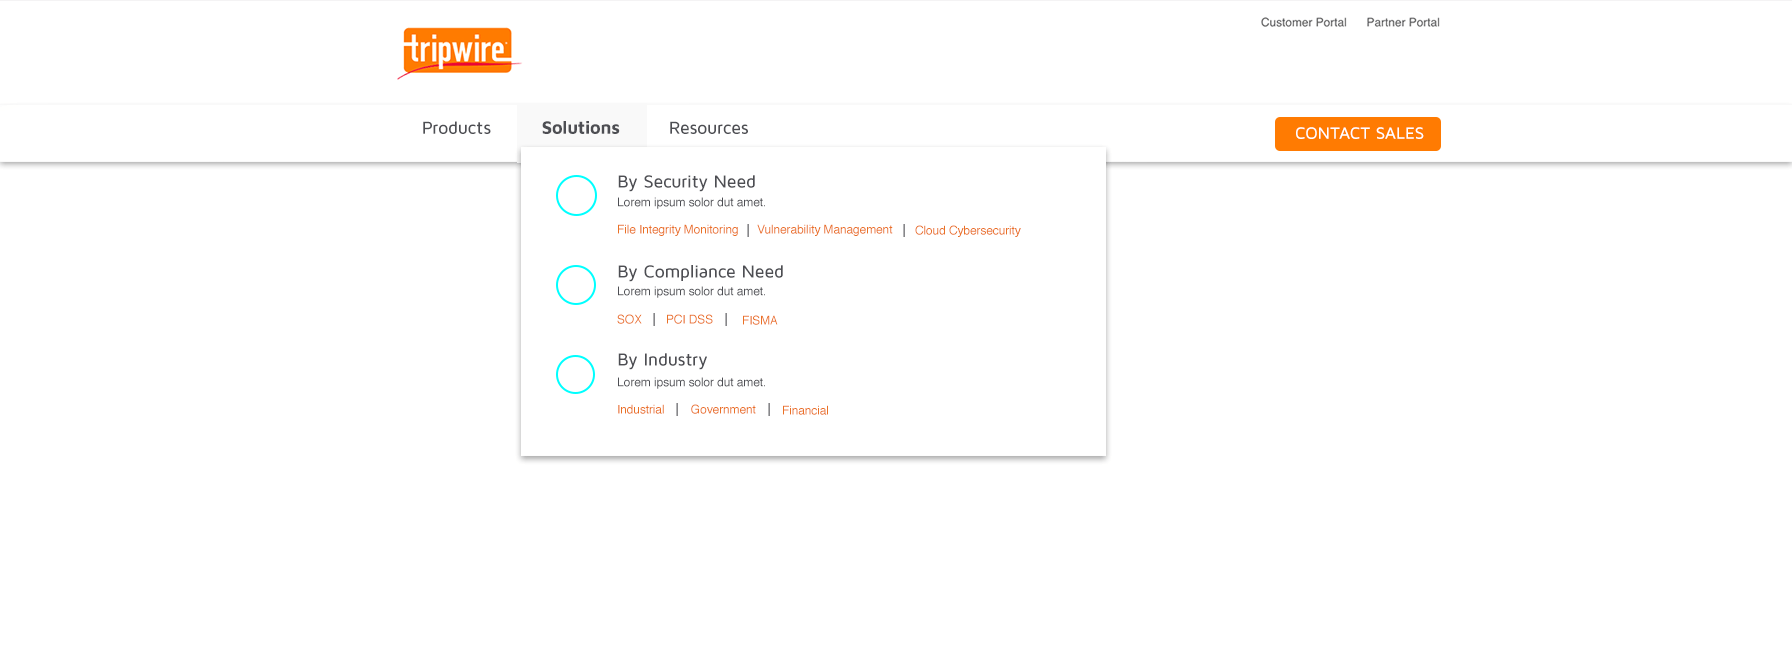 Customer Portal Partner Portal
tripwire
Products Solutions Resources CONTACT SALES
By Security Need
Lorem ipsum solor dut amet.
File Integrity Monitoring | Vulnerability Management | Cloud Cybersecurity
By Compliance Need
Lorem ipsum solor dut amet.
SOX | PCI DSS | FISMA
By Industry
Lorem ipsum solor dut amet.
Industrial | Government | Financial